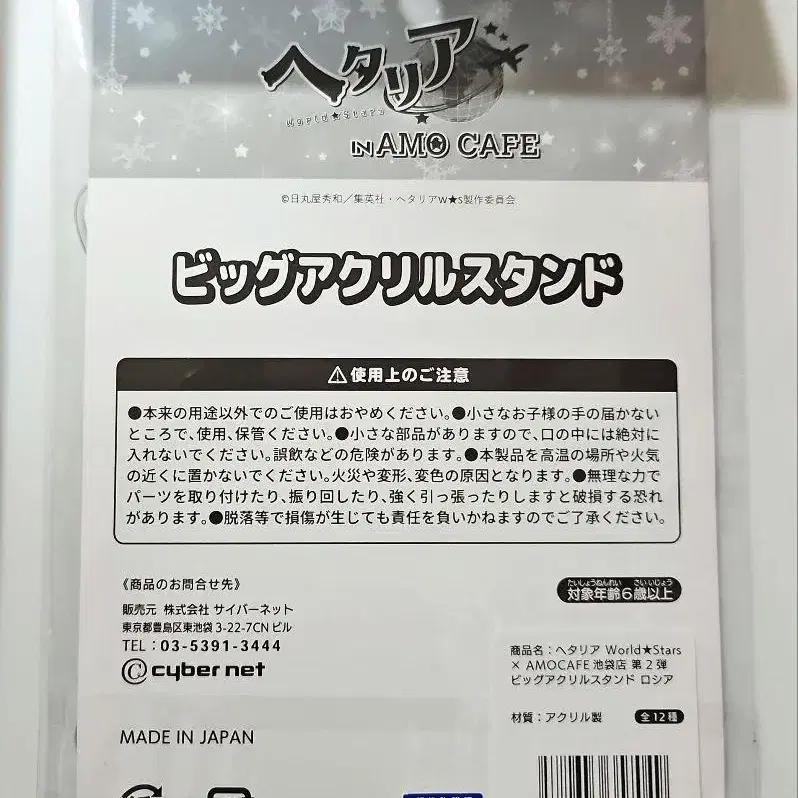 ヘタリア
World★Stars
IN AMO CAFE
©日丸屋秀和／集英社・ヘタリアW★S製作委員会
ビッグアクリルスタンド
⚠使用上のご注意
●本来の用途以外でのご使用はおやめください。●小さなお子様の手の届かない
ところで、使用、保管ください。●小さな部品がありますので、口の中には絶対に
入れないでください。誤飲などの危険があります。●本製品を高温の場所や火気
の近くに置かないでください。火災や変形、変色の原因となります。●無理な力で
パーツを取り付けたり、振り回したり、強く引っ張ったりしますと破損する恐れ
があります。●脱落等で損傷が生じても責任を負いかねますのでご了承ください。
《商品のお問合せ先》
販売元 株式会社 サイバーネット
東京都豊島区東池袋 3-22-7CN ビル
TEL：03-5391-3444
cyber net
たいしょうねんれい さいいじょう
対象年齢6歳以上
商品名：ヘタリア World★Stars
× AMOCAFE 池袋店 第2弾
ビッグアクリルスタンド ロシア
材質：アクリル製 全12種
MADE IN JAPAN